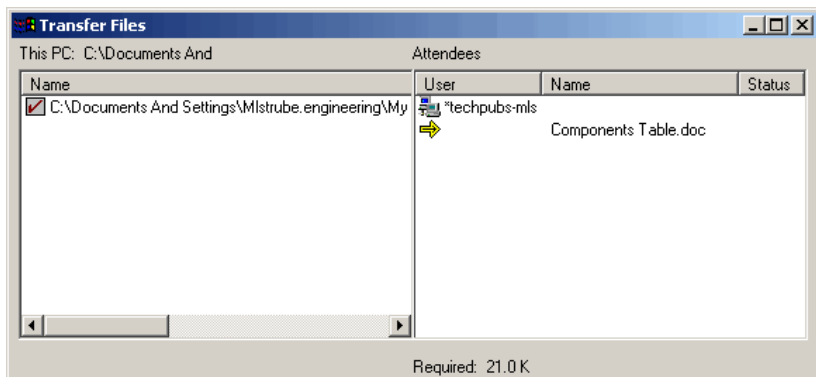 Transfer Files
This PC: C:\Documents And
Attendees
Name
User Name Status
C:\Documents And Settings\Mlstrube.engineering\My
*techpubs-mls
Components Table.doc
Required: 21.0 K